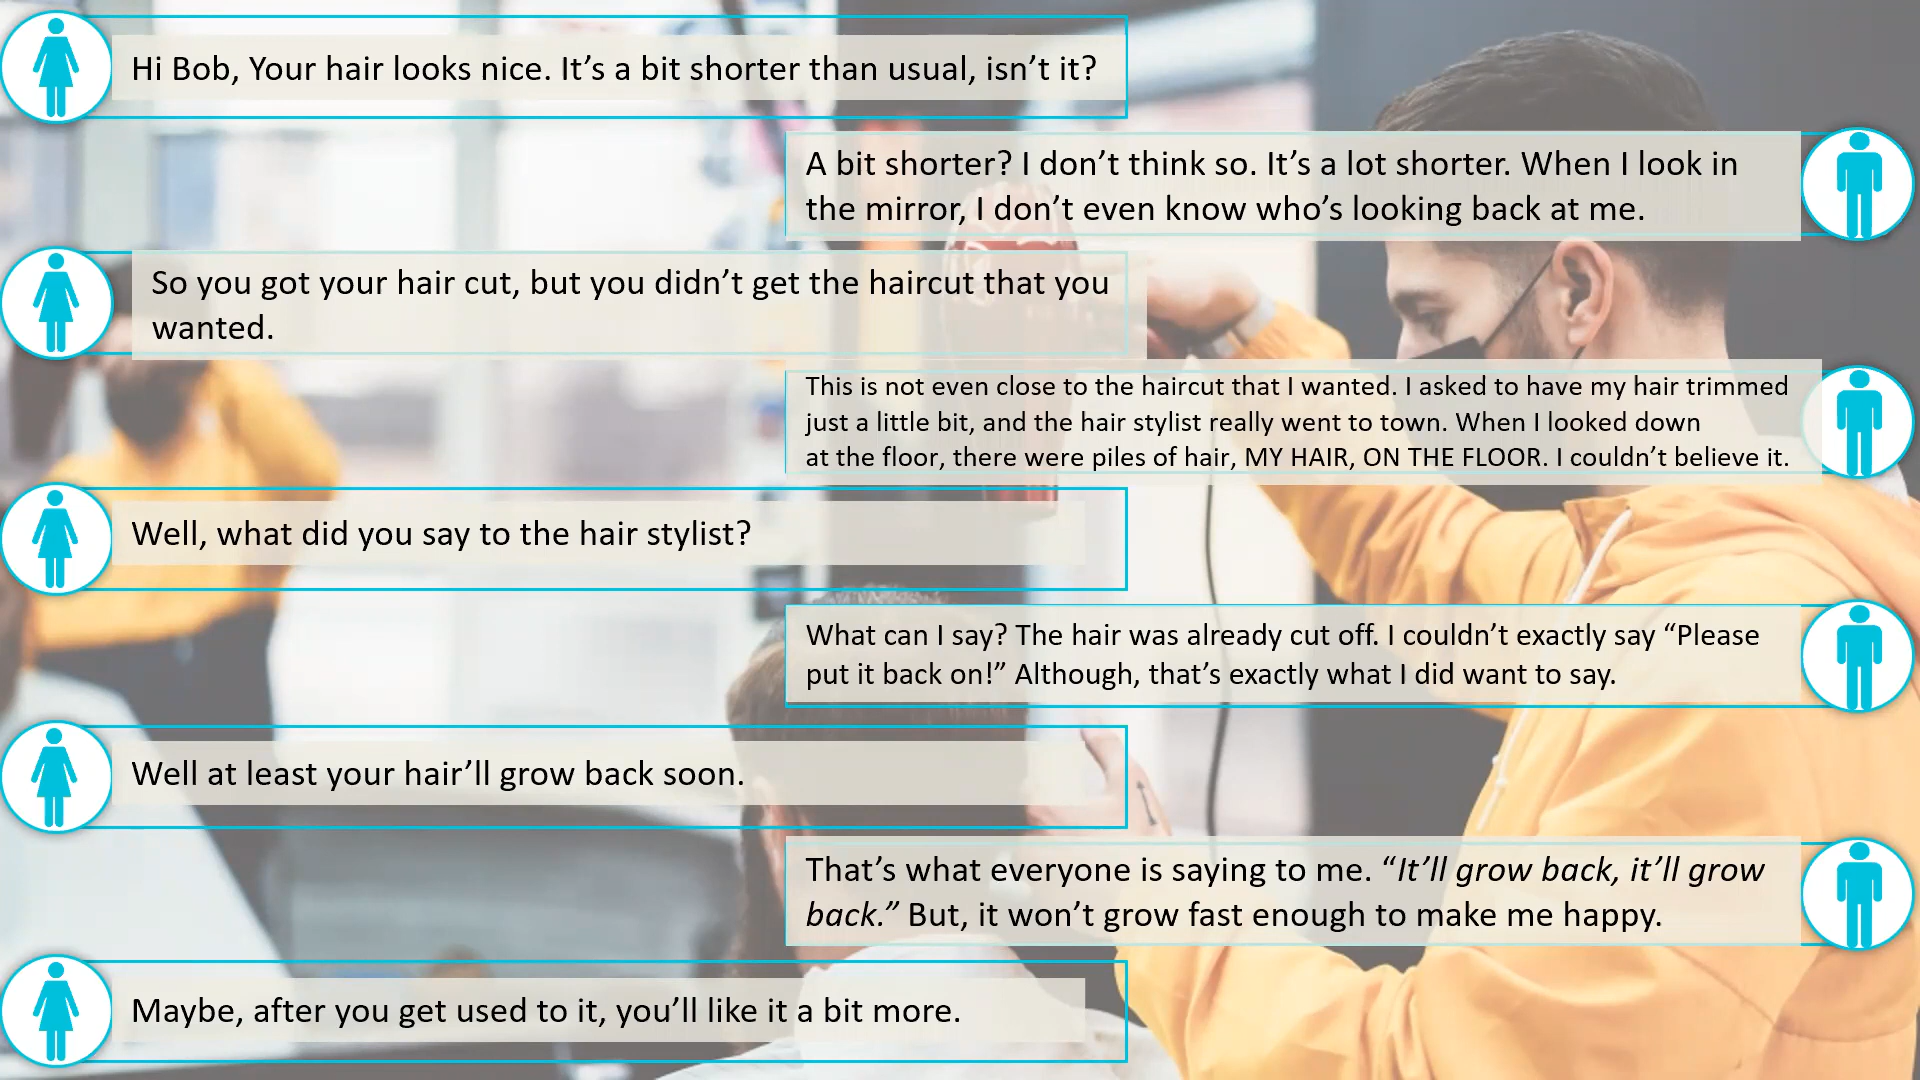 Hi Bob, Your hair looks nice. It’s a bit shorter than usual, isn’t it?
A bit shorter? I don’t think so. It’s a lot shorter. When I look in
the mirror, I don’t even know who’s looking back at me.
So you got your hair cut, but you didn’t get the haircut that you
wanted.
This is not even close to the haircut that I wanted. I asked to have my hair trimmed
just a little bit, and the hair stylist really went to town. When I looked down
at the floor, there were piles of hair, MY HAIR, ON THE FLOOR. I couldn’t believe it.
Well, what did you say to the hair stylist?
What can I say? The hair was already cut off. I couldn’t exactly say “Please
put it back on!” Although, that’s exactly what I did want to say.
Well at least your hair’ll grow back soon.
That’s what everyone is saying to me. “It’ll grow back, it’ll grow
back.” But, it won’t grow fast enough to make me happy.
Maybe, after you get used to it, you’ll like it a bit more.